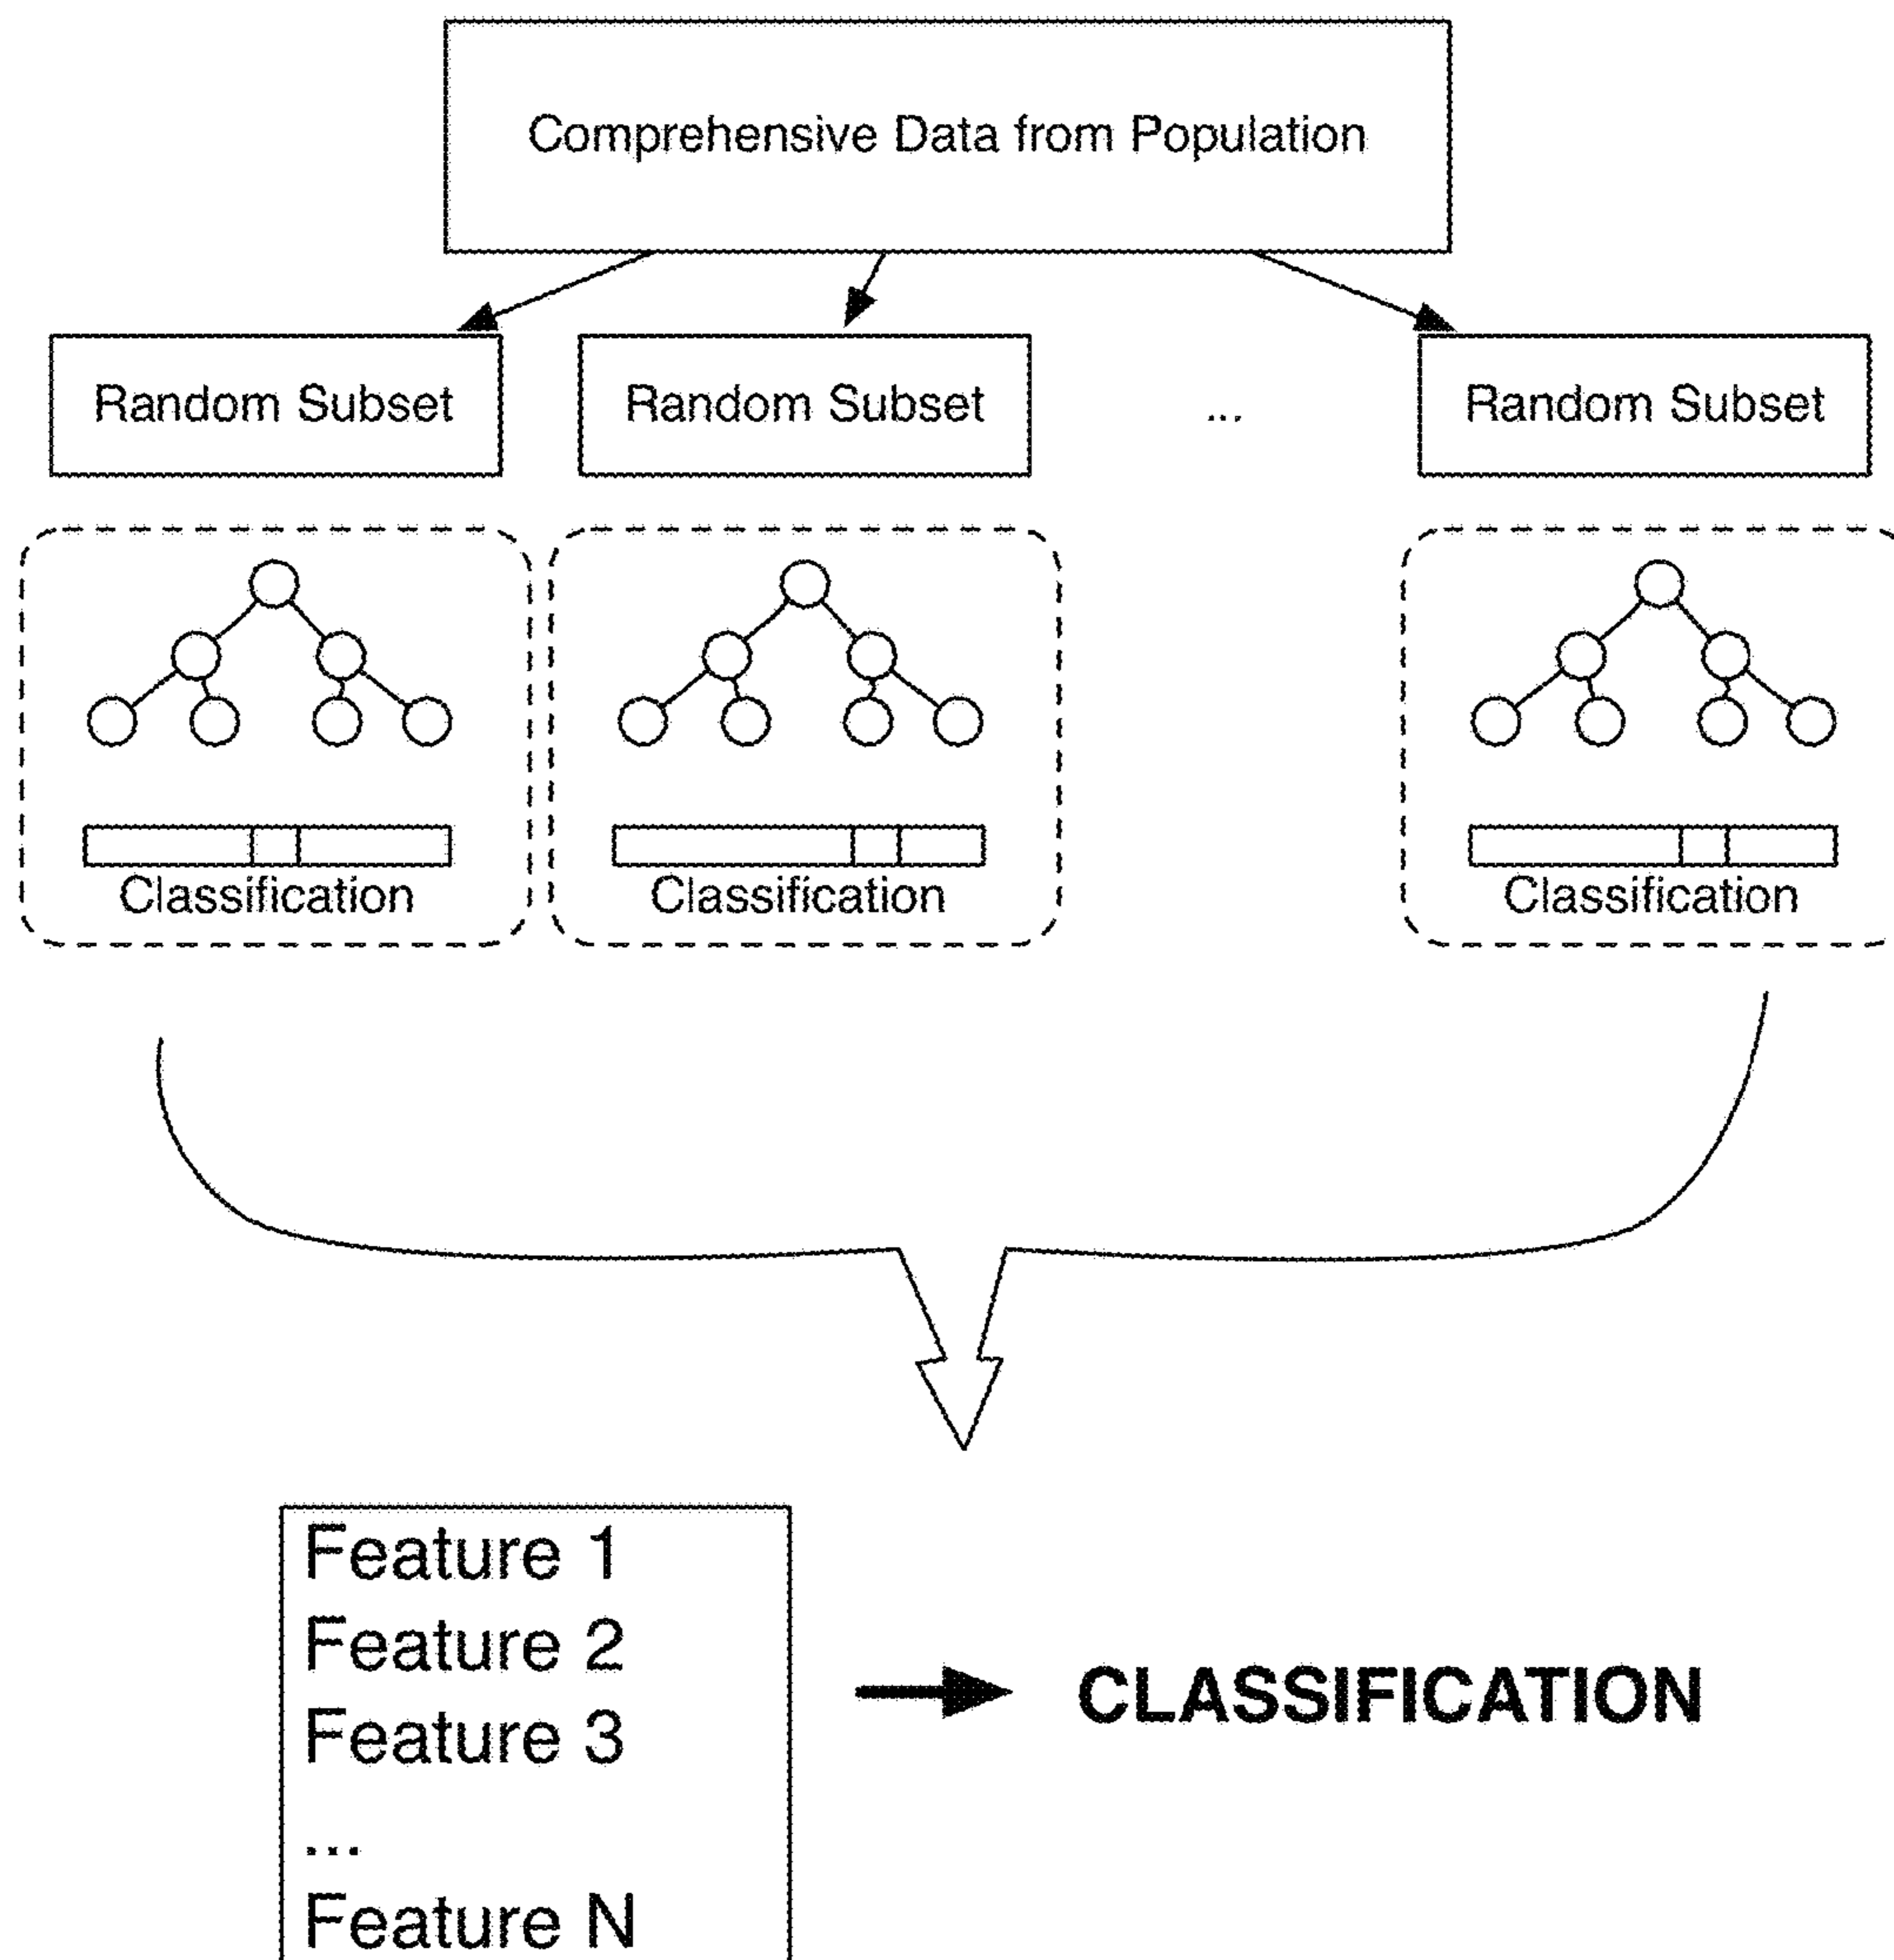 Comprehensive Data from Population
Random Subset
Random Subset
...
Random Subset
Classification
Classification
Classification
Feature 1
Feature 2
Feature 3
...
Feature N
CLASSIFICATION